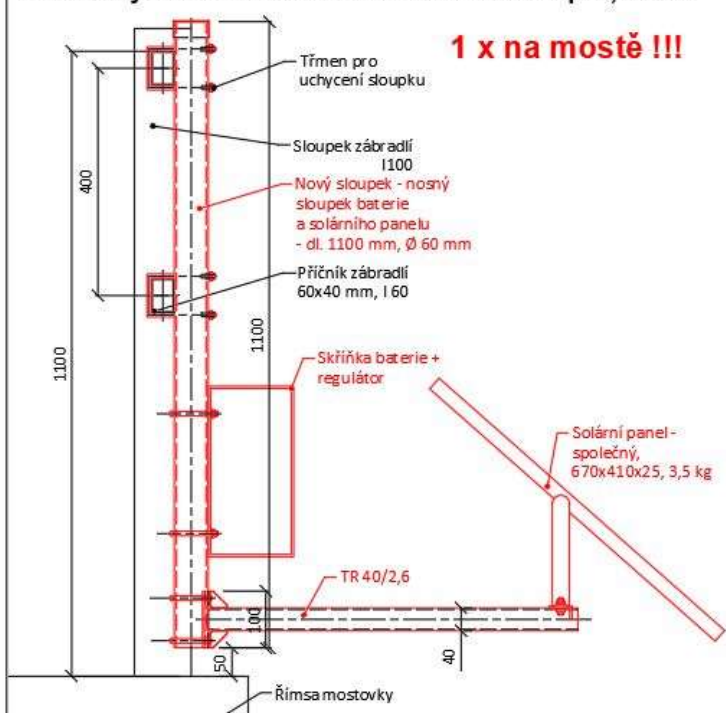 1 x na mostě !!!
Třmen pro
uchycení sloupku
Sloupek zábradlí
I100
Nový sloupek - nosný
sloupek baterie
a solárního panelu
- dl. 1100 mm, Ø 60 mm
Příčník zábradlí
60x40 mm, I 60
400
1100
1100
Skříňka baterie +
regulátor
Solární panel -
společný,
670x410x25, 3,5 kg
TR 40/2,6
100
50
40
Římsa mostovky